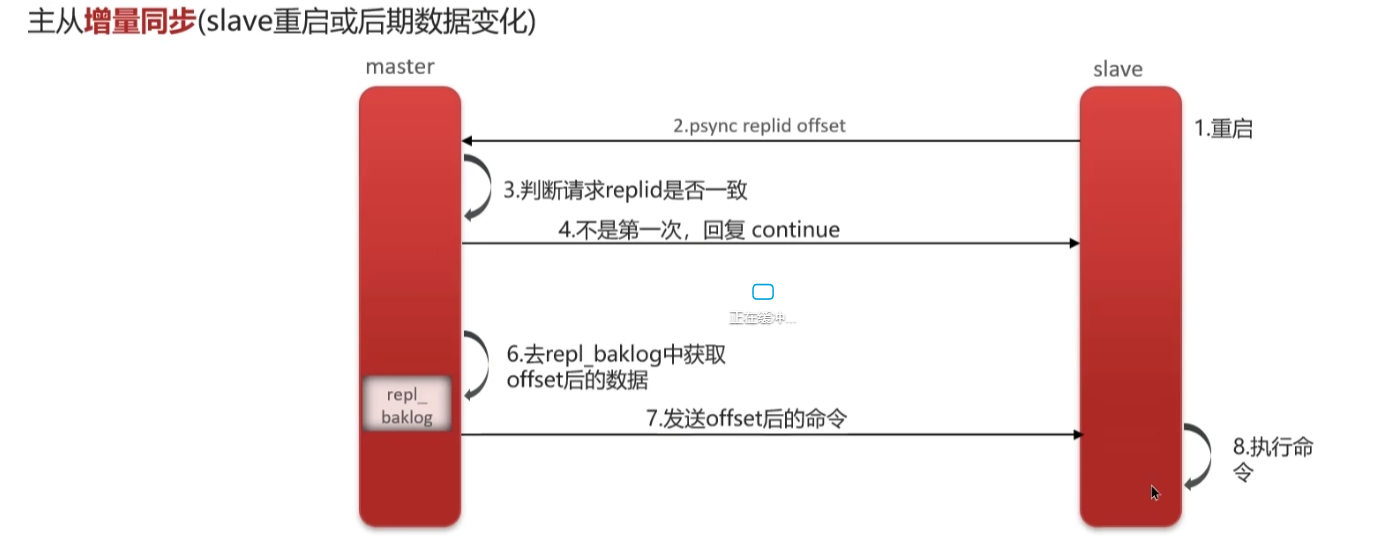 主从增量同步(slave重启或后期数据变化)
master
slave
2.psync replid offset
1.重启
3.判断请求replid是否一致
4.不是第一次，回复 continue
正在缓冲...
6.去repl_baklog中获取
offset后的数据
repl_
baklog
7.发送offset后的命令
8.执行命
令